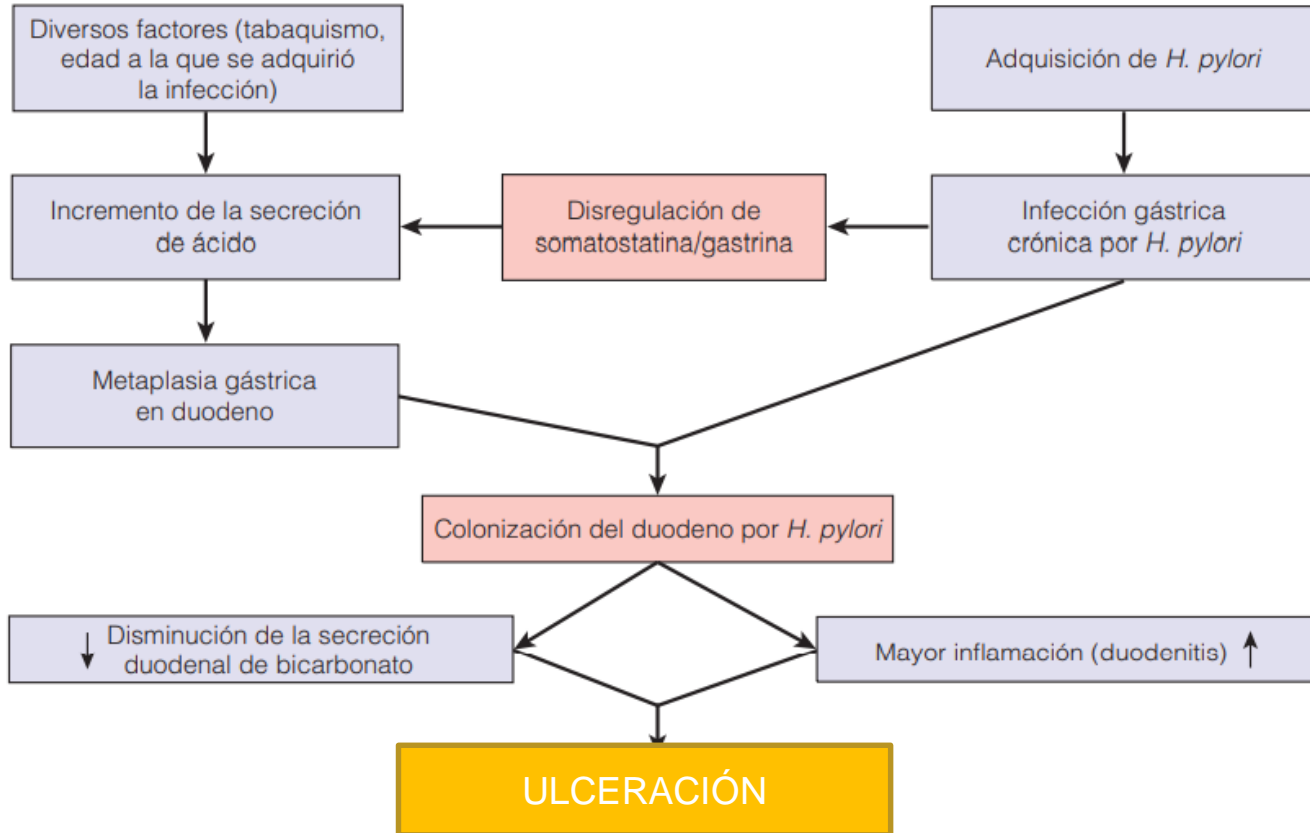 Diversos factores (tabaquismo,
edad a la que se adquirió
la infección)
Adquisición de H. pylori
Incremento de la secreción
de ácido
Disregulación de
somatostatina/gastrina
Infección gástrica
crónica por H. pylori
Metaplasia gástrica
en duodeno
Colonización del duodeno por H. pylori
↓ Disminución de la secreción
duodenal de bicarbonato
Mayor inflamación (duodenitis) ↑
ULCERACIÓN